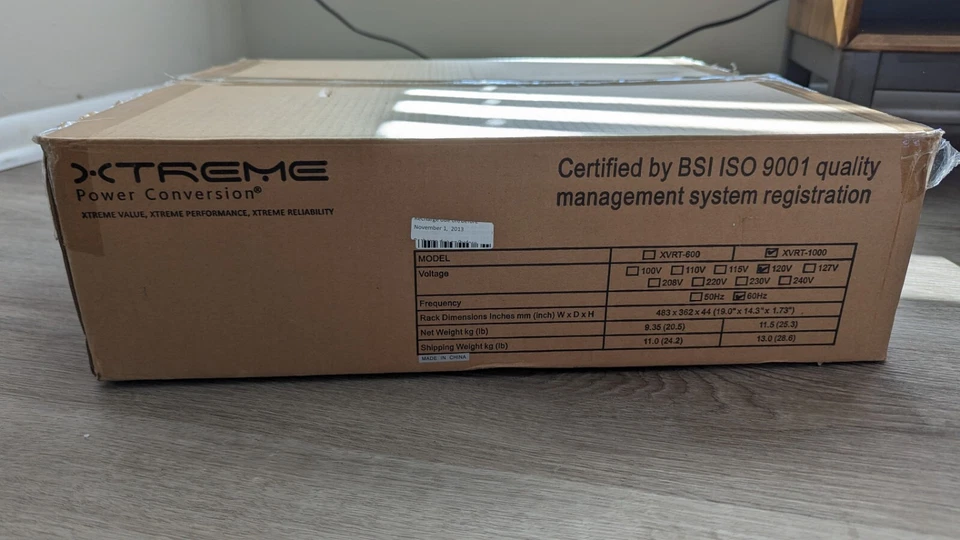 XTREME
Power Conversion®
XTREME VALUE, XTREME PERFORMANCE, XTREME RELIABILITY
Certified by BSI ISO 9001 quality
management system registration
November 1, 2013
MODEL XVRT-600 XVRT-1000
Voltage 100V 110V 115V 120V 127V
208V 220V 230V 240V
Frequency 50Hz 60Hz
Rack Dimensions Inches mm (inch) W x D x H 483 x 362 x 44 (19.0" x 14.3" x 1.73")
Net Weight kg (lb) 9.35 (20.5) 11.5 (25.3)
Shipping Weight kg (lb) 11.0 (24.2) 13.0 (28.6)
MADE IN CHINA